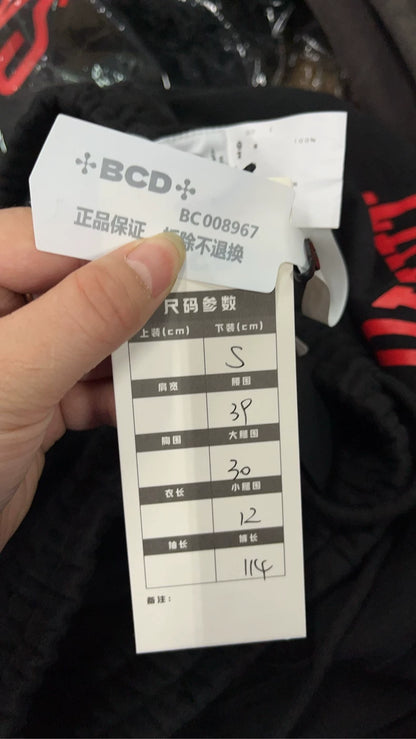 BCD
BC008967
正品保证 拆除不退换
100%
尺码参数
上装(cm) 下装(cm)
S
肩宽 腰围
39
胸围 大腿围
30
衣长 小腿围
12
袖长 裤长
114
备注：